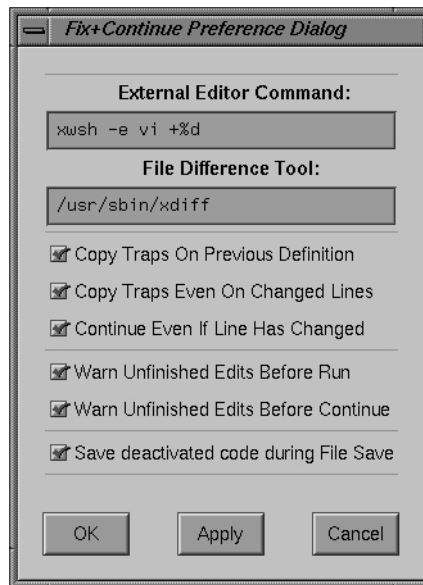 Fix+Continue Preference Dialog
External Editor Command:
xwsh -e vi +%d
File Difference Tool:
/usr/sbin/xdiff
Copy Traps On Previous Definition
Copy Traps Even On Changed Lines
Continue Even If Line Has Changed
Warn Unfinished Edits Before Run
Warn Unfinished Edits Before Continue
Save deactivated code during File Save
OK Apply Cancel